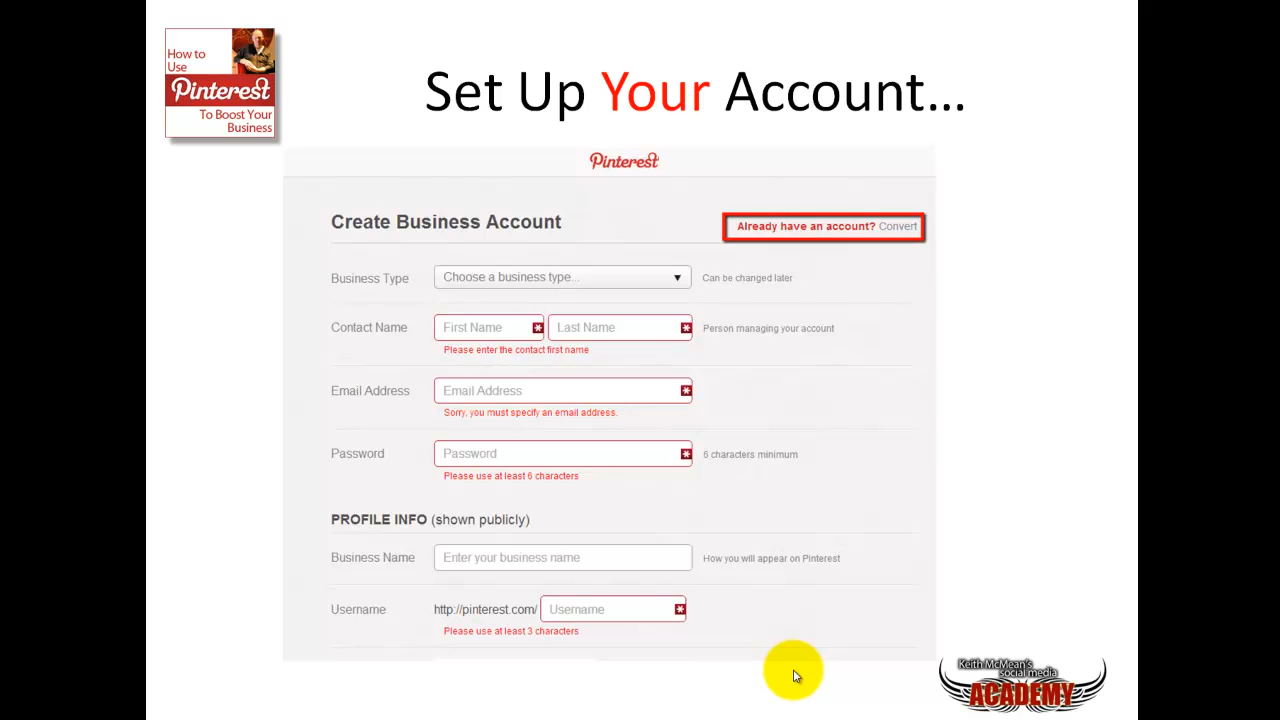 How to
Use
Pinterest
To Boost Your
Business
Set Up Your Account...
Pinterest
Create Business Account
Already have an account? Convert
Business Type Choose a business type... Can be changed later
Contact Name First Name Last Name Person managing your account
Please enter the contact first name
Email Address Email Address
Sorry, you must specify an email address.
Password Password 6 characters minimum
Please use at least 6 characters
PROFILE INFO (shown publicly)
Business Name Enter your business name How you will appear on Pinterest
Username http://pinterest.com/ Username
Please use at least 3 characters
Keith McMean's
social media
ACADEMY